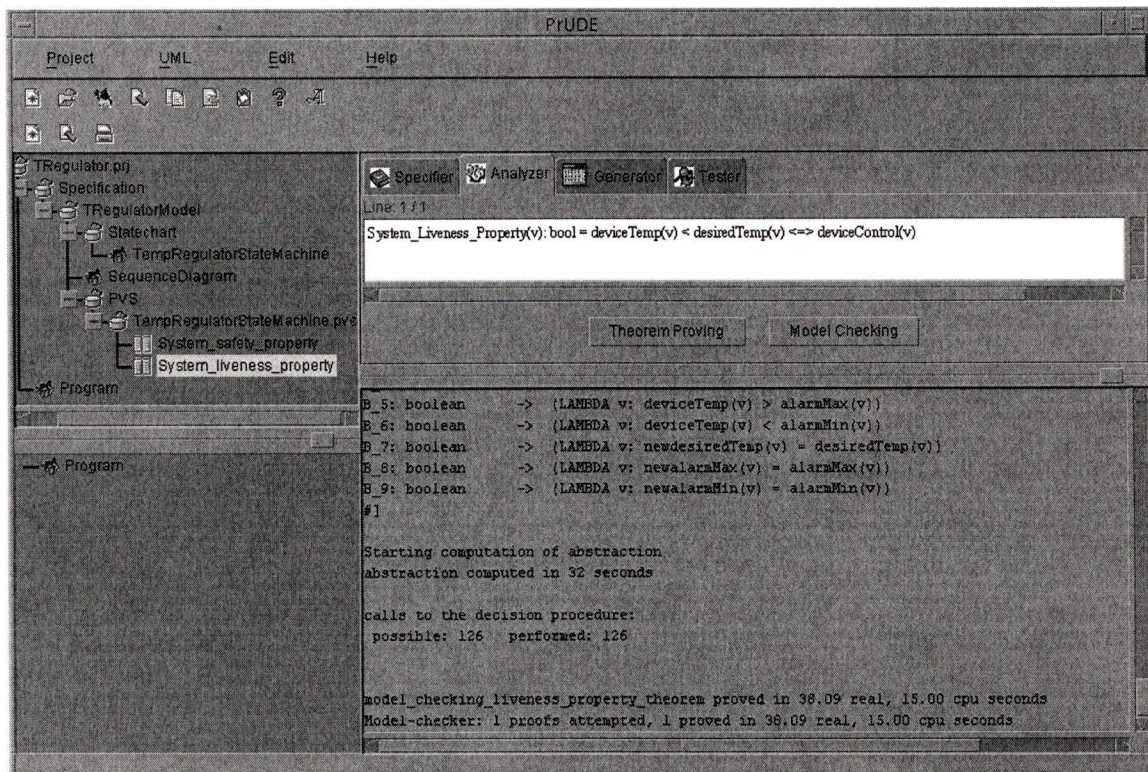 PrUDE
Project UML Edit Help
TRegulator.prj
Specification
TRegulatorModel
Statechart
TempRegulatorStateMachine
SequenceDiagram
PVS
TempRegulatorStateMachine.pvs
System_safety_property
System_liveness_property
Program
Program
Specifier Analyzer Generator Tester
Line: 1 / 1
System_Liveness_Property(v): bool = deviceTemp(v) < desiredTemp(v) <=> deviceControl(v)
Theorem Proving Model Checking
B_5: boolean -> (LAMBDA v: deviceTemp(v) > alarmMax(v))
B_6: boolean -> (LAMBDA v: deviceTemp(v) < alarmMin(v))
B_7: boolean -> (LAMBDA v: newdesiredTemp(v) = desiredTemp(v))
B_8: boolean -> (LAMBDA v: newalarmMax(v) = alarmMax(v))
B_9: boolean -> (LAMBDA v: newalarmMin(v) = alarmMin(v))
#]
Starting computation of abstraction
abstraction computed in 32 seconds
calls to the decision procedure:
possible: 126 performed: 126
model_checking_liveness_property_theorem proved in 38.09 real, 15.00 cpu seconds
Model-checker: 1 proofs attempted, 1 proved in 38.09 real, 15.00 cpu seconds